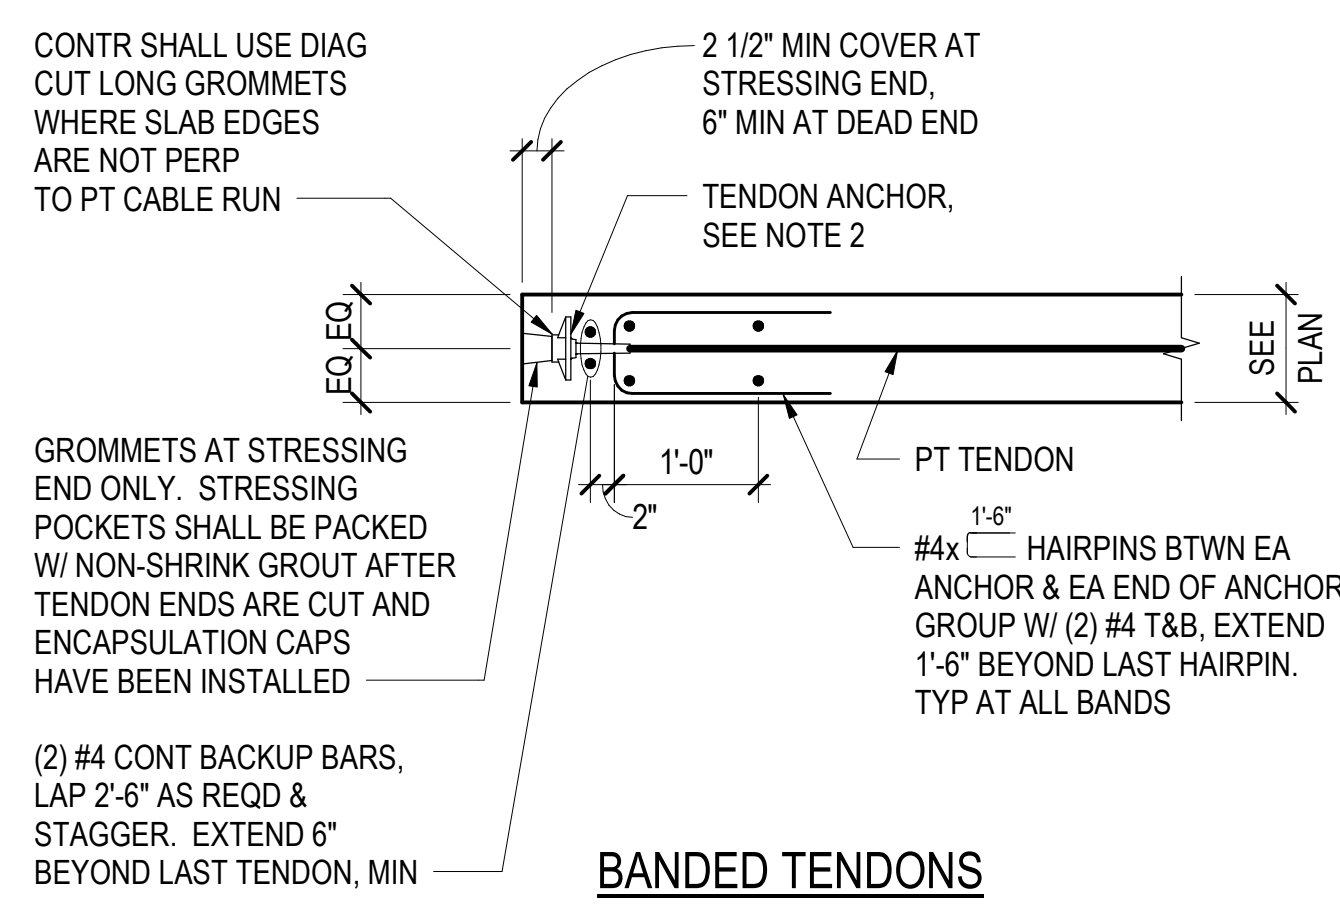 CONTR SHALL USE DIAG
CUT LONG GROMMETS
WHERE SLAB EDGES
ARE NOT PERP
TO PT CABLE RUN
2 1/2" MIN COVER AT
STRESSING END,
6" MIN AT DEAD END
TENDON ANCHOR,
SEE NOTE 2
EQ
EQ
SEE
PLAN
GROMMETS AT STRESSING
END ONLY. STRESSING
POCKETS SHALL BE PACKED
W/ NON-SHRINK GROUT AFTER
TENDON ENDS ARE CUT AND
ENCAPSULATION CAPS
HAVE BEEN INSTALLED
1'-0"
2"
PT TENDON
1'-6"
#4x HAIRPINS BTWN EA
ANCHOR & EA END OF ANCHOR
GROUP W/ (2) #4 T&B, EXTEND
1'-6" BEYOND LAST HAIRPIN.
TYP AT ALL BANDS
(2) #4 CONT BACKUP BARS,
LAP 2'-6" AS REQD &
STAGGER. EXTEND 6"
BEYOND LAST TENDON, MIN
BANDED TENDONS